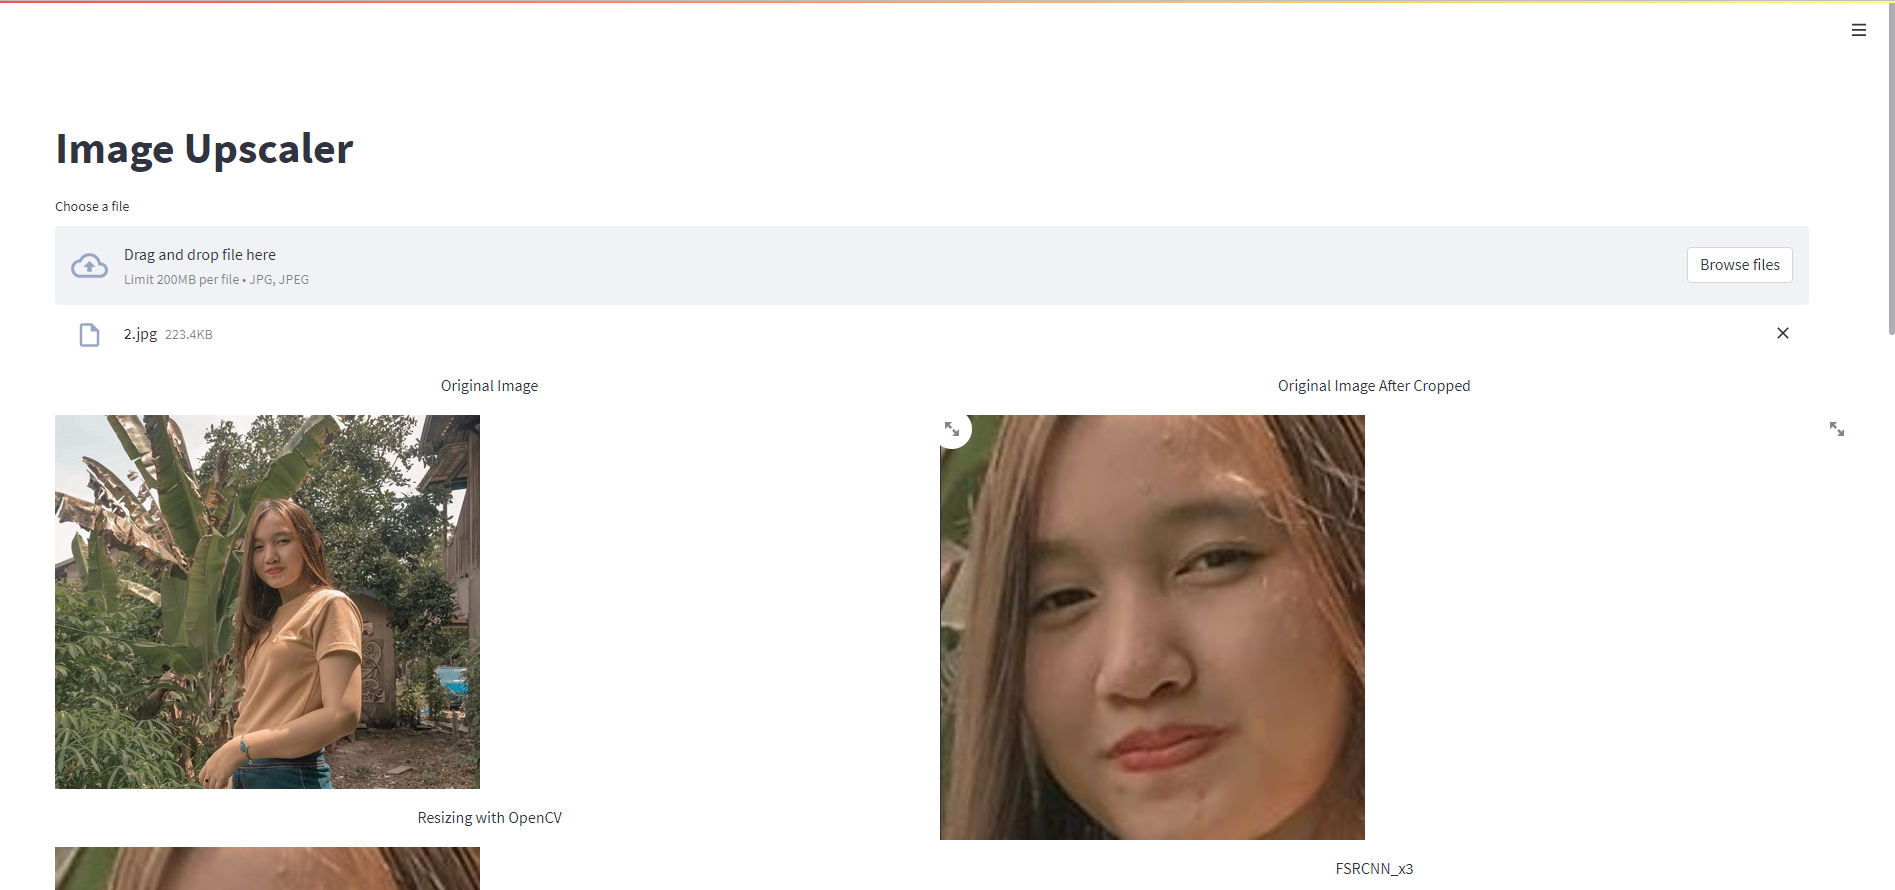 Image Upscaler
Choose a file
Drag and drop file here
Limit 200MB per file • JPG, JPEG
Browse files
2.jpg 223.4KB
Original Image
Original Image After Cropped
Resizing with OpenCV
FSRCNN_x3